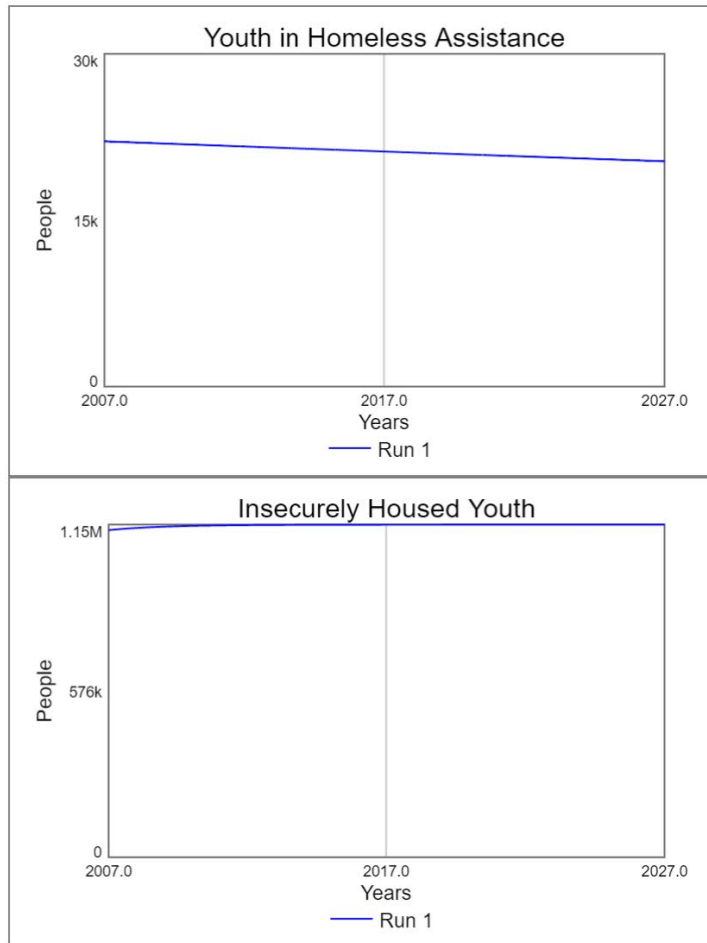 Youth in Homeless Assistance
30k
15k
0
People
2007.0 2017.0 2027.0
Years
Run 1
Insecurely Housed Youth
1.15M
576k
0
People
2007.0 2017.0 2027.0
Years
Run 1